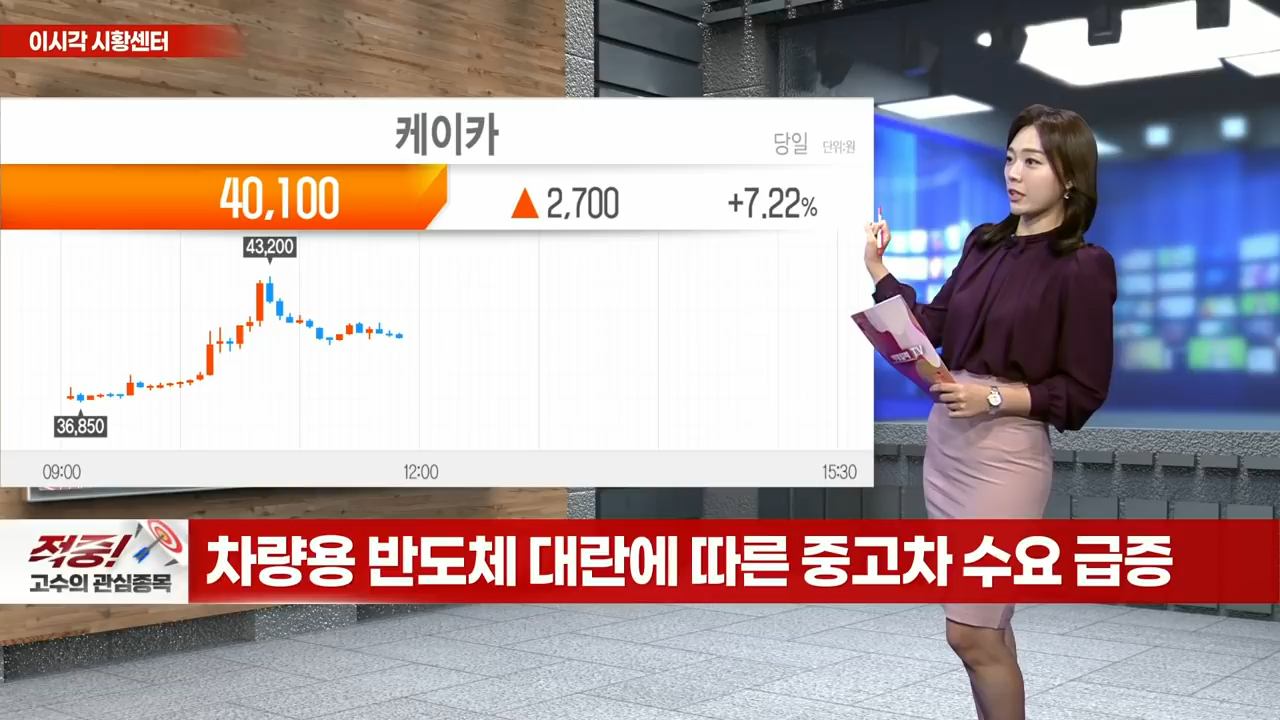 이시각 시황센터
케이카
당일 단위:원
40,100 ▲ 2,700 +7.22%
43,200
36,850
09:00 12:00 15:30
TV
적중!
고수의 관심종목
차량용 반도체 대란에 따른 중고차 수요 급증